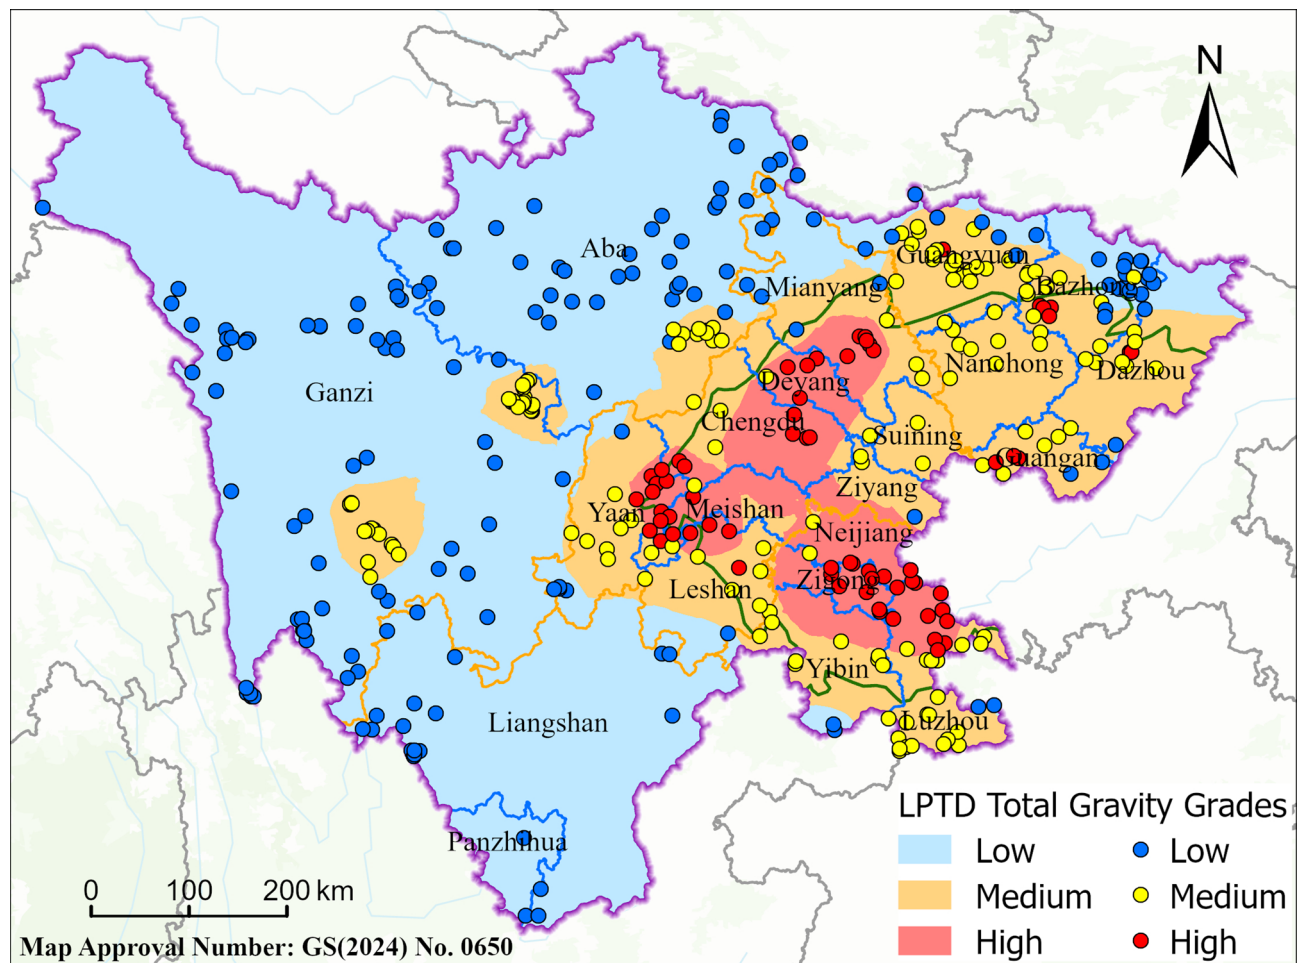 N
Aba
Guangyuan
Mianyang
Bazhong
Nanchong
Dazhou
Ganzi
Deyang
Chengdu
Suining
Guangan
Ziyang
Yaan
Meishan
Neijiang
Zigong
Leshan
Yibin
Liangshan
Luzhou
Panzhihua
LPTD Total Gravity Grades
Low Low
Medium Medium
High High
0 100 200 km
Map Approval Number: GS(2024) No. 0650